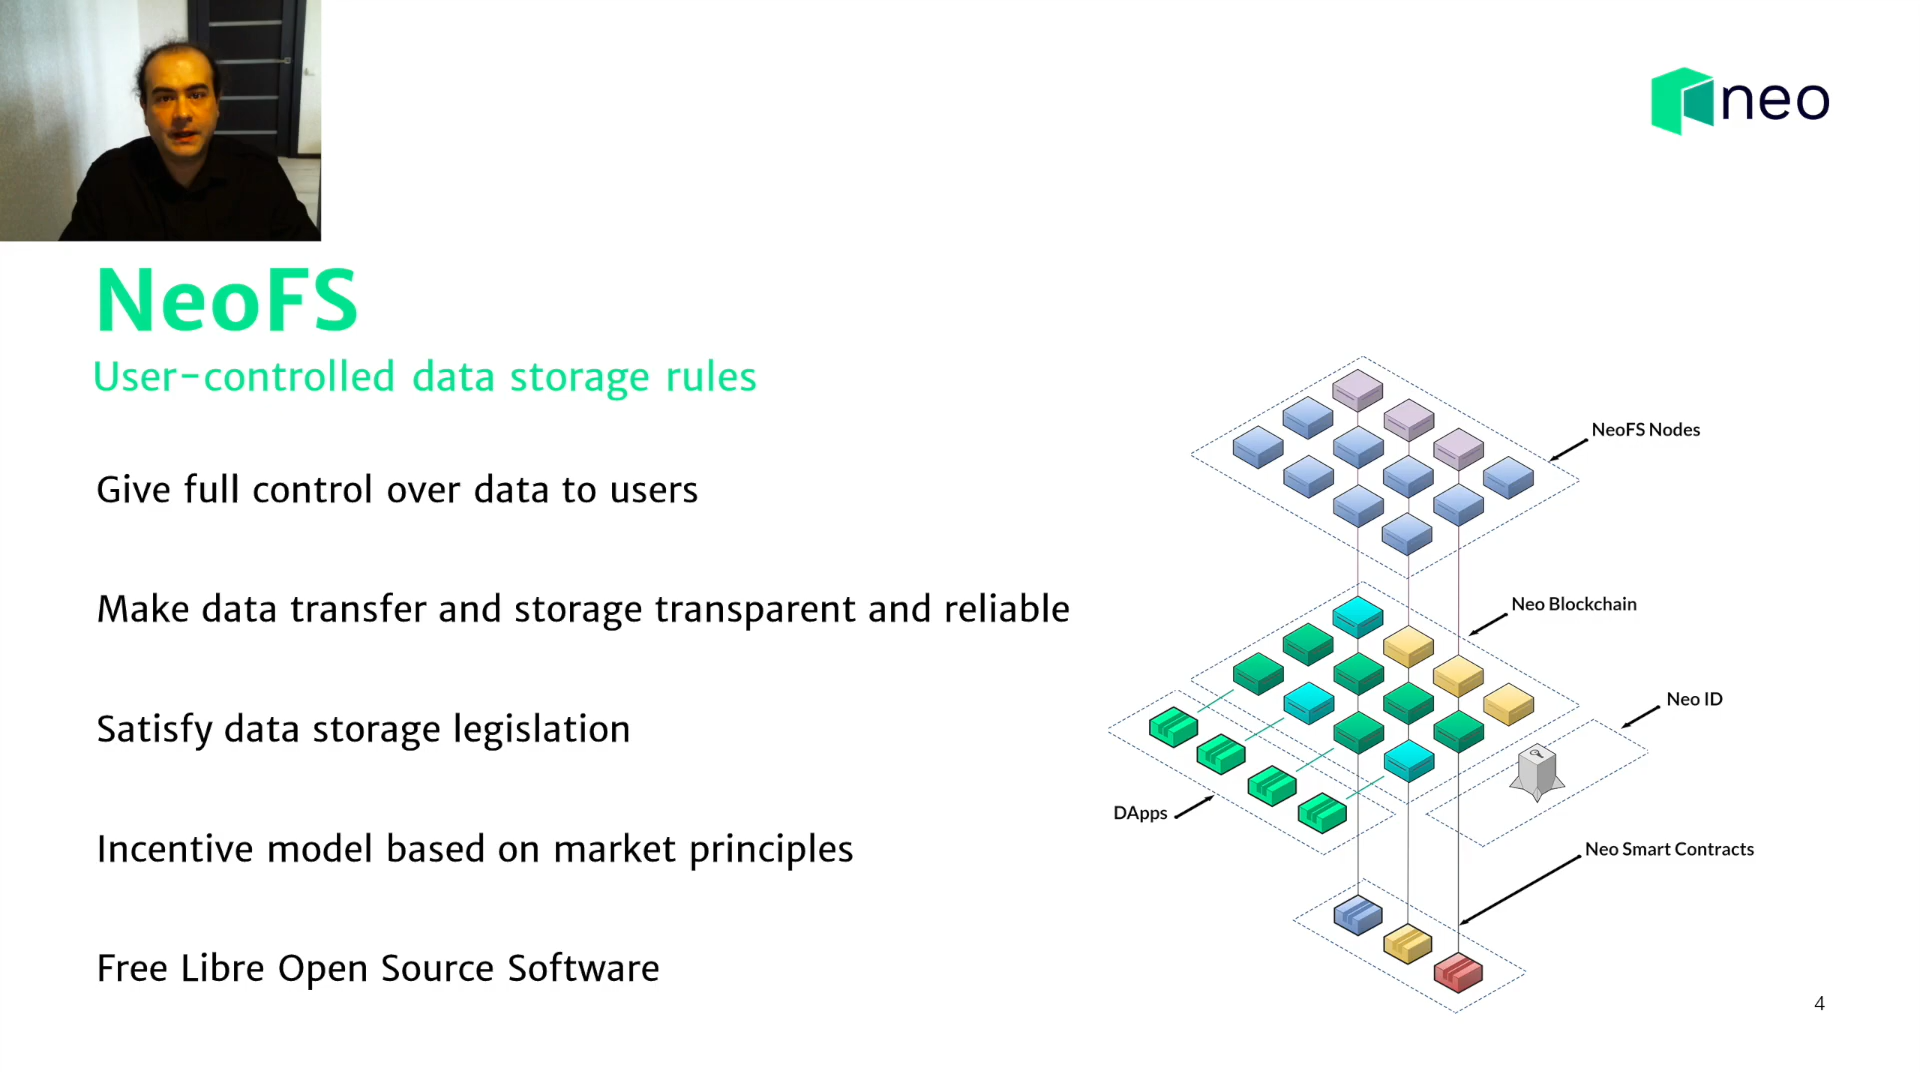 neo
NeoFS
User-controlled data storage rules
Give full control over data to users
Make data transfer and storage transparent and reliable
Satisfy data storage legislation
Incentive model based on market principles
Free Libre Open Source Software
NeoFS Nodes
Neo Blockchain
Neo ID
DApps
Neo Smart Contracts
4